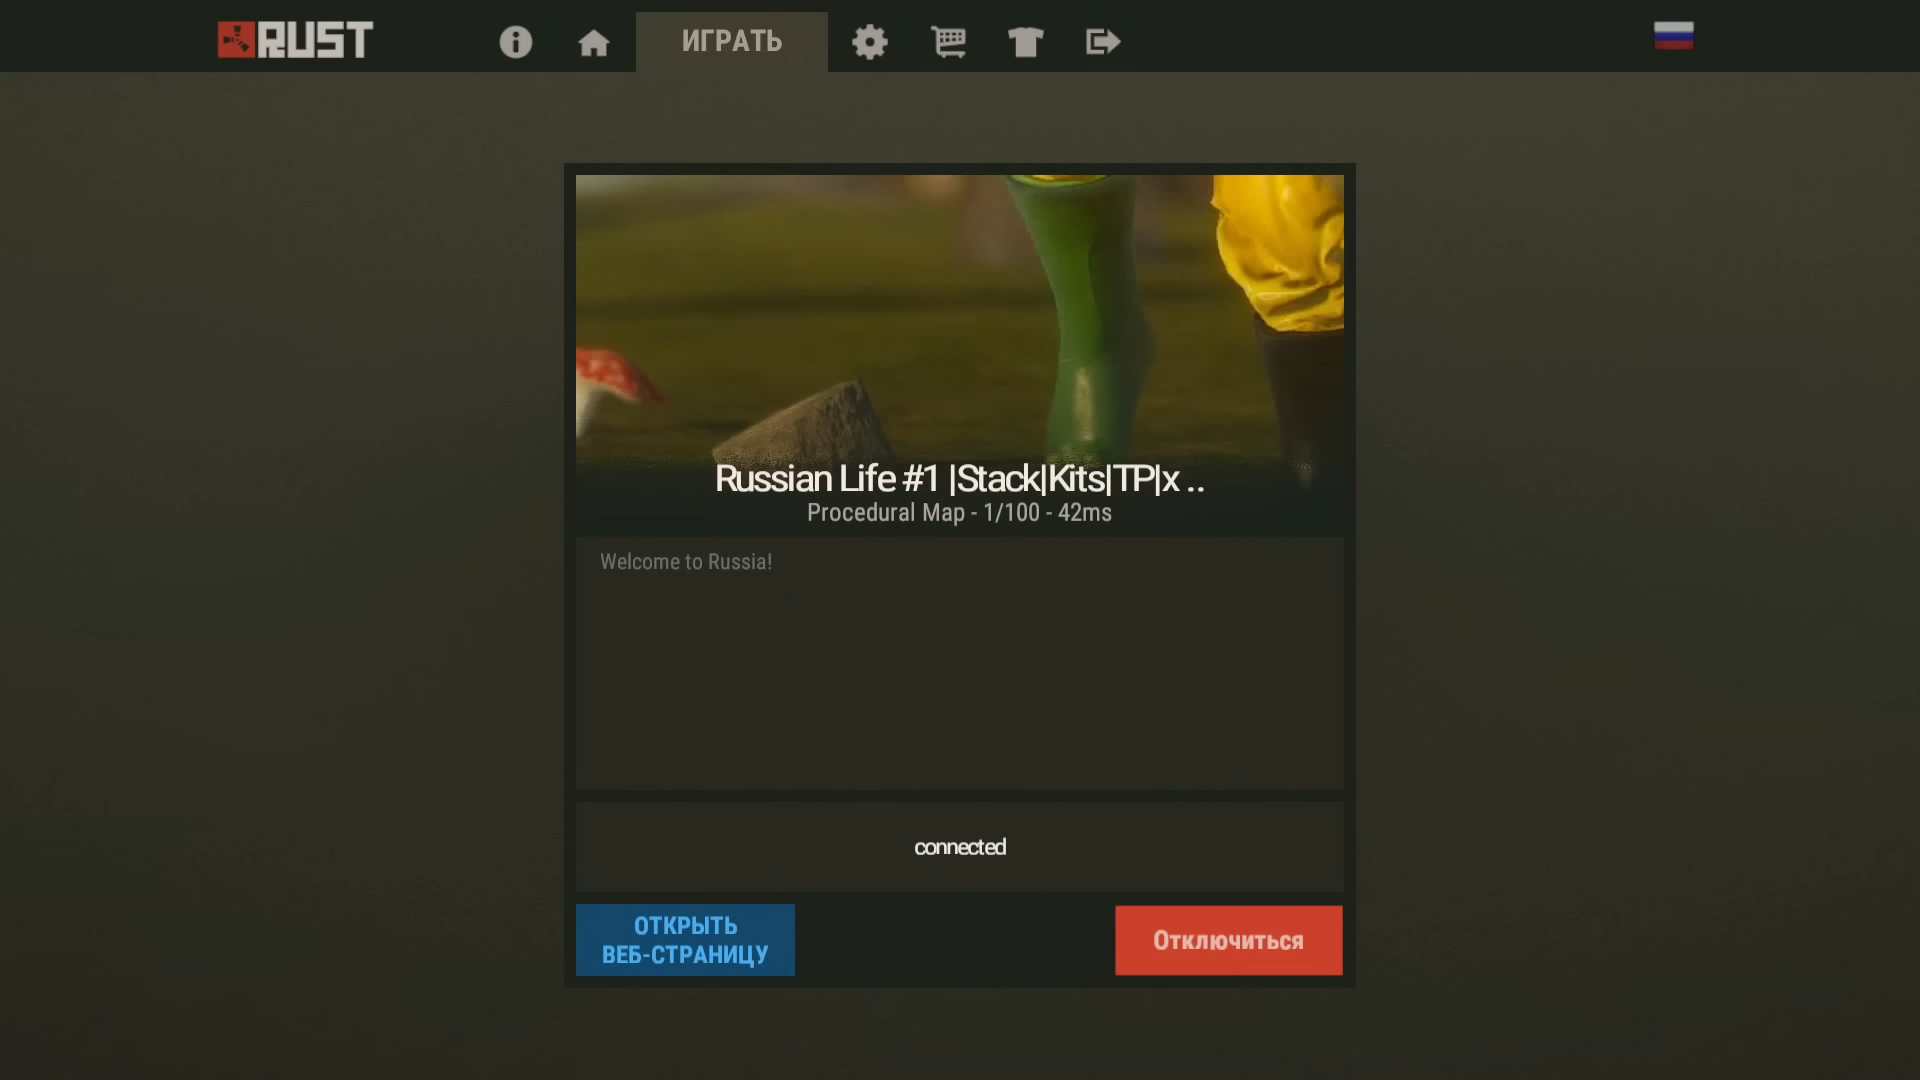 RUST
ИГРАТЬ
Russian Life #1 |Stack|Kits|TP|x ..
Procedural Map - 1/100 - 42ms
Welcome to Russia!
connected
ОТКРЫТЬ
ВЕБ-СТРАНИЦУ
Отключиться